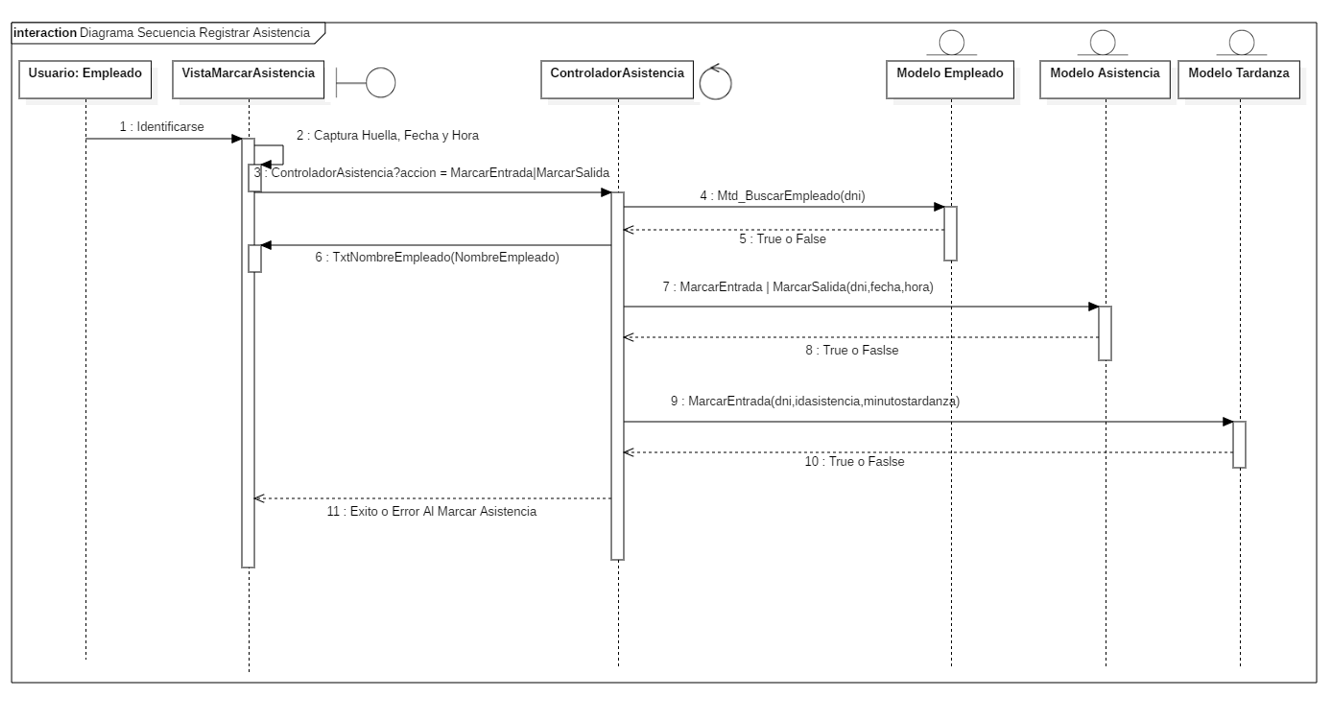 interaction Diagrama Secuencia Registrar Asistencia
Usuario: Empleado
VistaMarcarAsistencia
ControladorAsistencia
Modelo Empleado
Modelo Asistencia
Modelo Tardanza
1 : Identificarse
2 : Captura Huella, Fecha y Hora
3 : ControladorAsistencia?accion = MarcarEntrada|MarcarSalida
4 : Mtd_BuscarEmpleado(dni)
5 : True o False
6 : TxtNombreEmpleado(NombreEmpleado)
7 : MarcarEntrada | MarcarSalida(dni,fecha,hora)
8 : True o Faslse
9 : MarcarEntrada(dni,idasistencia,minutostardanza)
10 : True o Faslse
11 : Exito o Error Al Marcar Asistencia